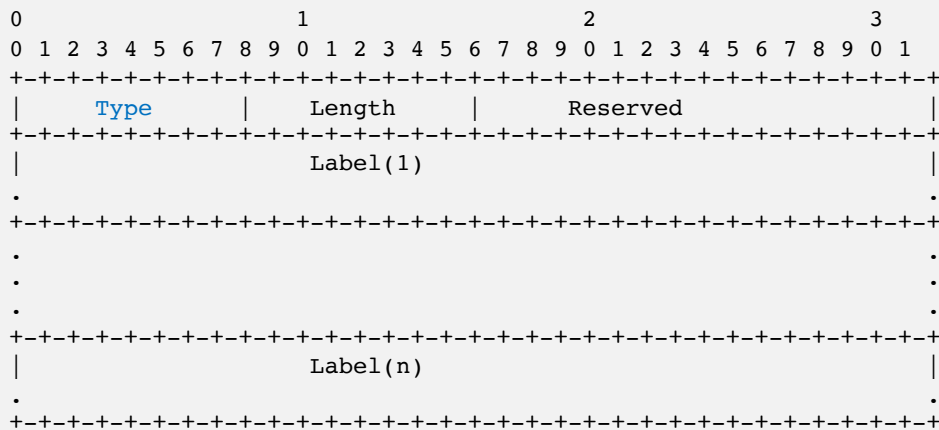 0                   1                   2                   3
0 1 2 3 4 5 6 7 8 9 0 1 2 3 4 5 6 7 8 9 0 1 2 3 4 5 6 7 8 9 0 1
+-+-+-+-+-+-+-+-+-+-+-+-+-+-+-+-+-+-+-+-+-+-+-+-+-+-+-+-+-+-+-+-+
|     Type      |    Length     |      Reserved                 |
+-+-+-+-+-+-+-+-+-+-+-+-+-+-+-+-+-+-+-+-+-+-+-+-+-+-+-+-+-+-+-+-+
|                    Label(1)                                   |
.                                                               .
+-+-+-+-+-+-+-+-+-+-+-+-+-+-+-+-+-+-+-+-+-+-+-+-+-+-+-+-+-+-+-+-+
.                                                               .
.                                                               .
.                                                               .
+-+-+-+-+-+-+-+-+-+-+-+-+-+-+-+-+-+-+-+-+-+-+-+-+-+-+-+-+-+-+-+-+
|                    Label(n)                                   |
.                                                               .
+-+-+-+-+-+-+-+-+-+-+-+-+-+-+-+-+-+-+-+-+-+-+-+-+-+-+-+-+-+-+-+-+